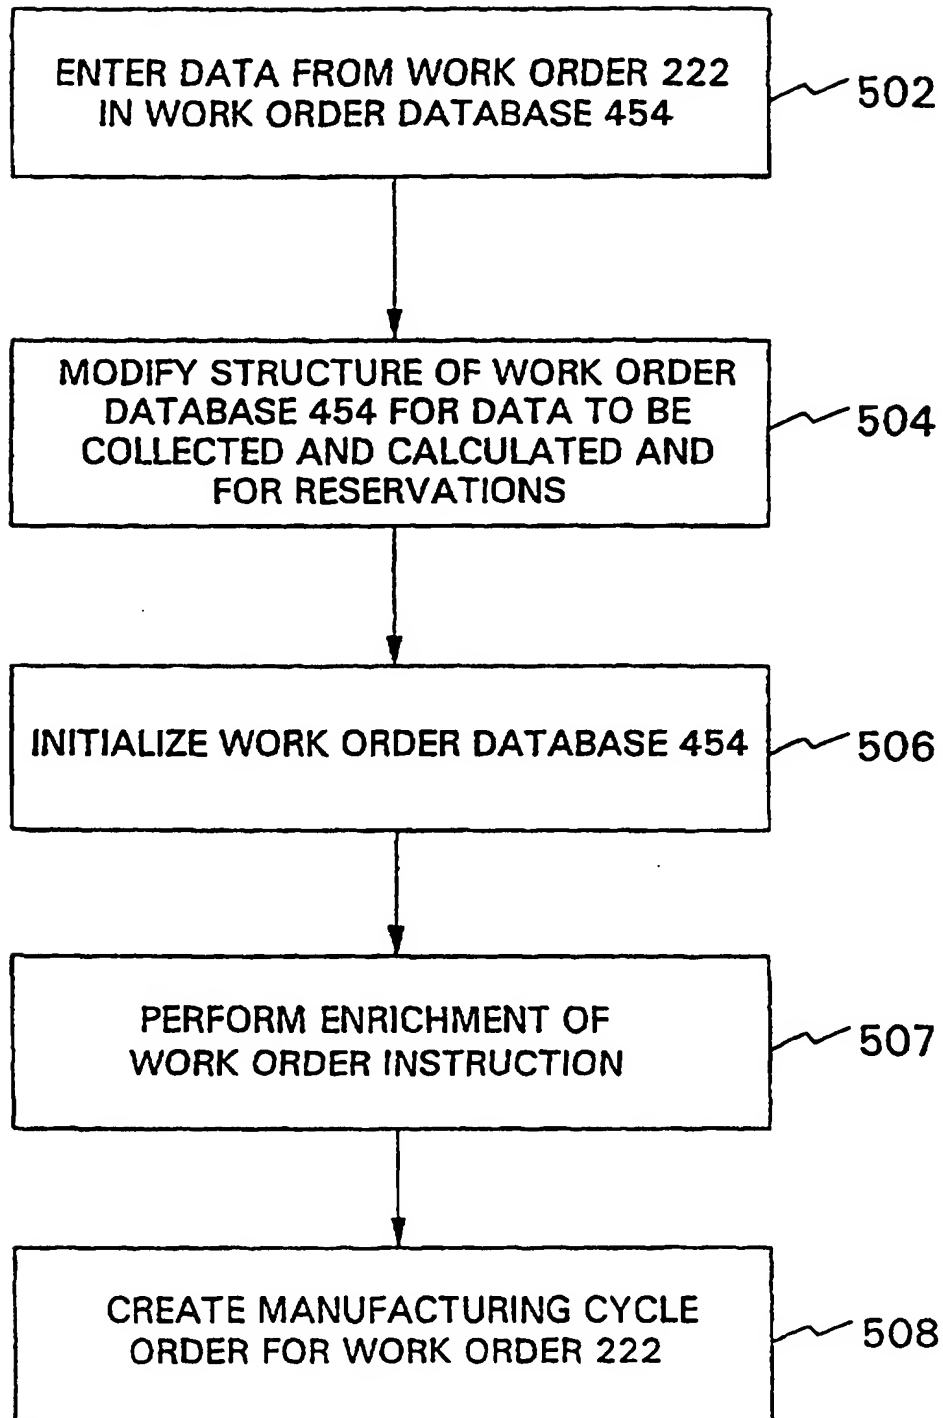 ENTER DATA FROM WORK ORDER 222
IN WORK ORDER DATABASE 454
502
MODIFY STRUCTURE OF WORK ORDER
DATABASE 454 FOR DATA TO BE
COLLECTED AND CALCULATED AND
FOR RESERVATIONS
504
INITIALIZE WORK ORDER DATABASE 454
506
PERFORM ENRICHMENT OF
WORK ORDER INSTRUCTION
507
CREATE MANUFACTURING CYCLE
ORDER FOR WORK ORDER 222
508